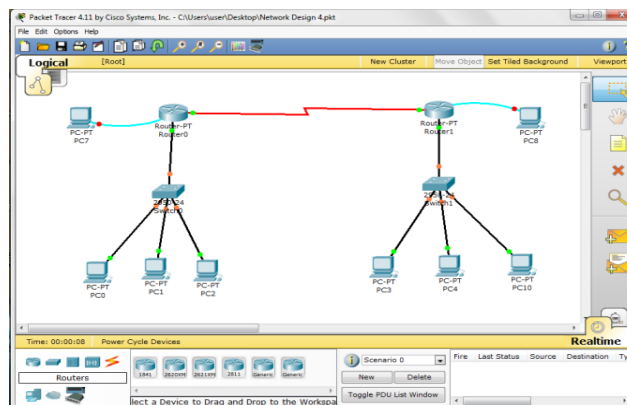 Packet Tracer 4.11 by Cisco Systems, Inc. - C:\Users\user\Desktop\Network Design 4.pkt
File Edit Options Help
Logical [Root] New Cluster Move Object Set Tiled Background Viewport
PC-PT
PC7
Router-PT
Router0
Router-PT
Router1
PC-PT
PC8
2950-24
Switch0
Switch1
PC-PT
PC0
PC-PT
PC1
PC-PT
PC2
PC-PT
PC3
PC-PT
PC4
PC-PT
PC10
Time: 00:00:08 Power Cycle Devices Realtime
Routers
1841 2620XM 2621XM 2811 Generic Generic
Scenario 0
New Delete
Toggle PDU List Window
Fire Last Status Source Destination Ty
lect a Device to Drag and Drop to the Workspa